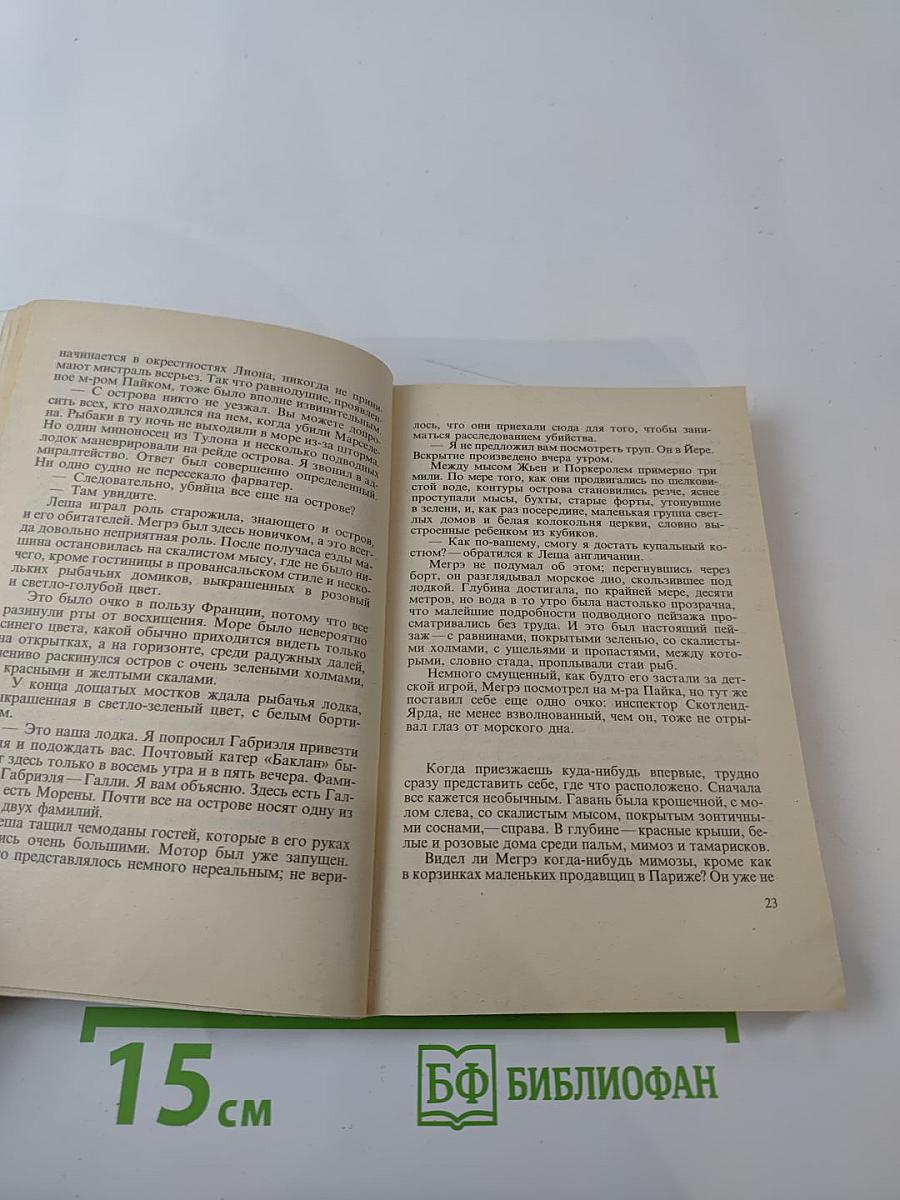 начинается в окрестностях Лиона, никогда не прини-
мают мистраль всерьез. Так что равнодушие, проявлен-
ное м-ром Пайком, тоже было вполне извинительным.
— С острова никто не уезжал. Вы можете допро-
сить всех, кто находился на нем, когда убили Марселе-
на. Рыбаки в ту ночь не выходили в море из-за шторма.
Но один миноносец из Тулона и несколько подводных
лодок маневрировали на рейде острова. Я звонил в ад-
миралтейство. Ответ был совершенно определенный.
Ни одно судно не пересекало фарватер.
— Следовательно, убийца все еще на острове?
— Там увидите.
Леша играл роль старожила, знающего и остров,
и его обитателей. Мегрэ был здесь новичком, а это все-
да довольно неприятная роль. После получаса езды ма-
шина остановилась на скалистом мысу, где не было ни-
чего, кроме гостиницы в провансальском стиле и неско-
льких рыбачьих домиков, выкрашенных в розовый
и светло-голубой цвет.
Это было очко в пользу Франции, потому что все
разинули рты от восхищения. Море было невероятно
синего цвета, какой обычно приходится видеть только
на открытках, а на горизонте, среди радужных далей,
лениво раскинулся остров с очень зелеными холмами,
красными и желтыми скалами.
У конца дощатых мостков ждала рыбачья лодка,
ыкрашенная в светло-зеленый цвет, с белым борти-
м.
— Это наша лодка. Я попросил Габриэля привезти
я и подождать вас. Почтовый катер «Баклан» бы-
т здесь только в восемь утра и в пять вечера. Фами-
Габриэля — Галли. Я вам объясню. Здесь есть Гал-
есть Морены. Почти все на острове носят одну из
двух фамилий.
еша тащил чемоданы гостей, которые в его руках
ись очень большими. Мотор был уже запущен.
о представлялось немного нереальным; не вери-
лось, что они приехали сюда для того, чтобы зани-
маться расследованием убийства.
— Я не предложил вам посмотреть труп. Он в Йере.
Вскрытие произведено вчера утром.
Между мысом Жьен и Поркеролем примерно три
мили. По мере того, как они продвигались по шелкови-
стой воде, контуры острова становились резче, яснее
проступали мысы, бухты, старые форты, утонувшие
в зелени, и, как раз посередине, маленькая группа свет-
лых домов и белая колокольня церкви, словно вы-
строенные ребенком из кубиков.
— Как по-вашему, смогу я достать купальный ко-
стюм? — обратился к Леша англичанин.
Мегрэ не подумал об этом; перегнувшись через
борт, он разглядывал морское дно, скользившее под
лодкой. Глубина достигала, по крайней мере, десяти
метров, но вода в то утро была настолько прозрачна,
что малейшие подробности подводного пейзажа про-
сматривались без труда. И это был настоящий пей-
заж — с равнинами, покрытыми зеленью, со скалисты-
ми холмами, с ущельями и пропастями, между кото-
рыми, словно стада, проплывали стаи рыб.
Немного смущенный, как будто его застали за дет-
ской игрой, Мегрэ посмотрел на м-ра Пайка, но тут же
поставил себе еще одно очко: инспектор Скотленд-
Ярда, не менее взволнованный, чем он, тоже не отры-
вал глаз от морского дна.
Когда приезжаешь куда-нибудь впервые, трудно
сразу представить себе, где что расположено. Сначала
все кажется необычным. Гавань была крошечной, с мо-
лом слева, со скалистым мысом, покрытым зонтичны-
ми соснами, — справа. В глубине — красные крыши, бе-
лые и розовые дома среди пальм, мимоз и тамарисков.
Видел ли Мегрэ когда-нибудь мимозы, кроме как
в корзинках маленьких продавщиц в Париже? Он уже не
23
15 см
БФ БИБЛИОФАН